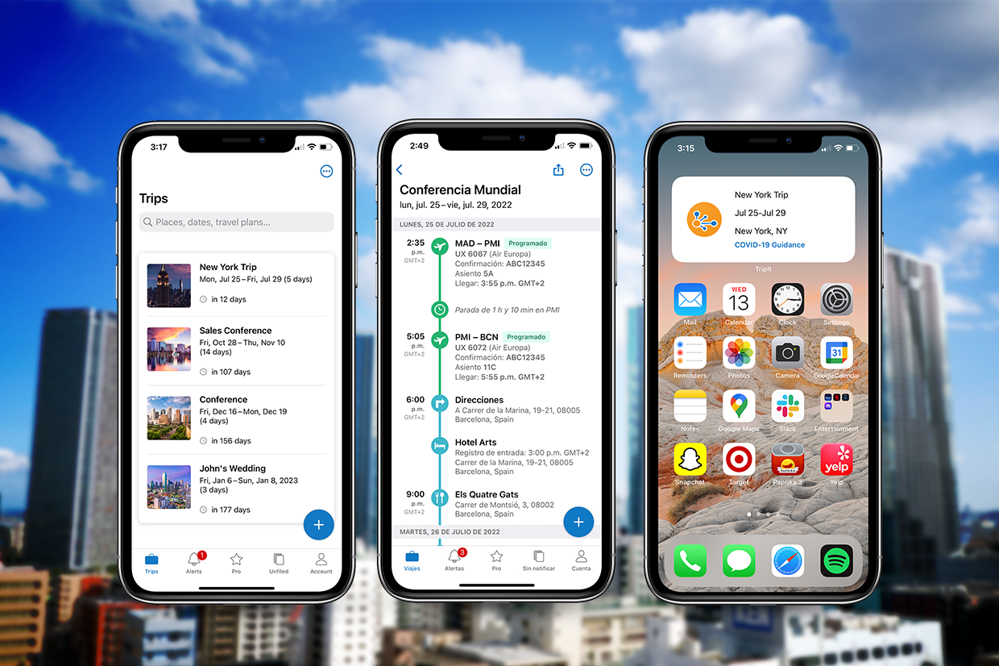 3:17
Trips
Places, dates, travel plans...
New York Trip
Mon, Jul 25 – Fri, Jul 29 (5 days)
in 12 days
Sales Conference
Fri, Oct 28 – Thu, Nov 10
(14 days)
in 107 days
Conference
Fri, Dec 16 – Mon, Dec 19
(4 days)
in 156 days
John's Wedding
Fri, Jan 6 – Sun, Jan 8, 2023
(3 days)
in 177 days
+
1
Trips Alerts Pro Unfiled Account
2:49
Conferencia Mundial
lun, jul. 25 – vie, jul. 29, 2022
LUNES, 25 DE JULIO DE 2022
2:35 MAD – PMI Programado
p.m. UX 6067 (Air Europa)
GMT+2 Confirmación: ABC12345
Asiento 5A
Llegar: 3:55 p.m. GMT+2
Parada de 1 h y 10 min en PMI
5:05 PMI – BCN Programado
p.m. UX 6072 (Air Europa)
GMT+2 Confirmación: ABC12345
Asiento 11C
Llegar: 5:55 p.m. GMT+2
6:00 Direcciones
p.m. A Carrer de la Marina, 19-21, 08005
GMT+2 Barcelona, Spain
Hotel Arts
Registro de entrada: 3:00 p.m. GMT+2
Carrer de la Marina, 19-21, 08005
Barcelona, Spain
9:00 Els Quatre Gats
p.m. Carrer de Montsió, 3, 08002
GMT+2 Barcelona, Spain
+
MARTES, 26 DE JULIO DE 2022
3
Viajes Alertas Pro Sin notificar Cuenta
3:15
New York Trip
Jul 25-Jul 29
New York, NY
COVID-19 Guidance
TripIt
WED
13
Mail Calendar Clock Settings
31
Reminders Photos Camera Google Calendar
Notes Google Maps Slack Entertainment
PAPRIKA
yelp
Snapchat Target Paprika 3 Yelp